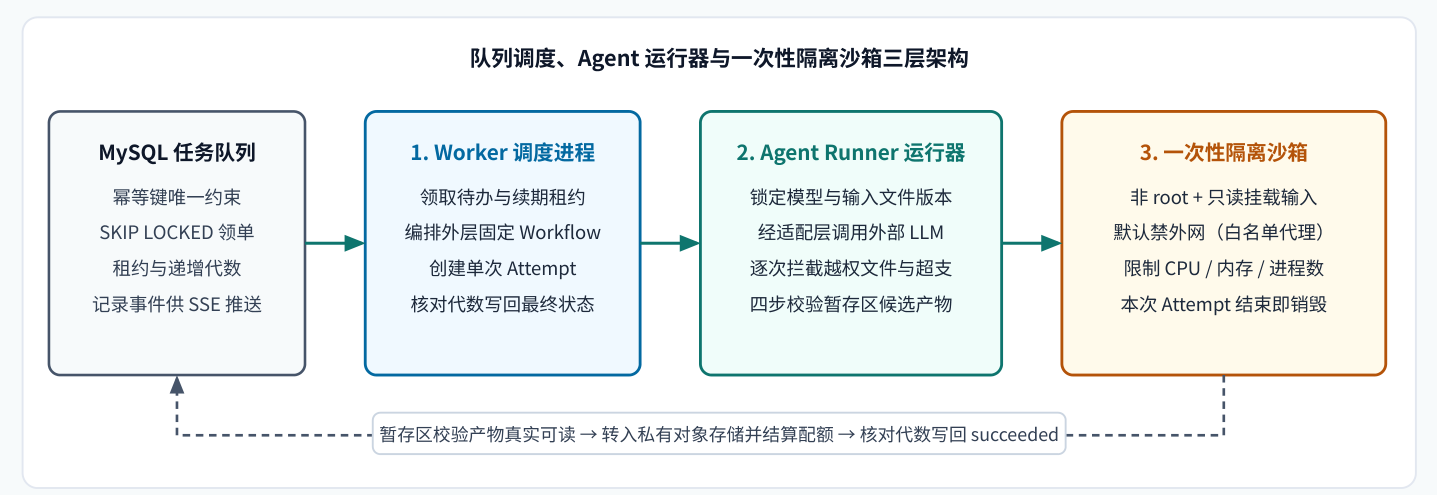 队列调度、Agent 运行器与一次性隔离沙箱三层架构
MySQL 任务队列
幂等键唯一约束
SKIP LOCKED 领单
租约与递增代数
记录事件供 SSE 推送
1. Worker 调度进程
领取待办与续期租约
编排外层固定 Workflow
创建单次 Attempt
核对代数写回最终状态
2. Agent Runner 运行器
锁定模型与输入文件版本
经适配层调用外部 LLM
逐次拦截越权文件与超支
四步校验暂存区候选产物
3. 一次性隔离沙箱
非 root + 只读挂载输入
默认禁外网（白名单代理）
限制 CPU / 内存 / 进程数
本次 Attempt 结束即销毁
暂存区校验产物真实可读 → 转入私有对象存储并结算配额 → 核对代数写回 succeeded